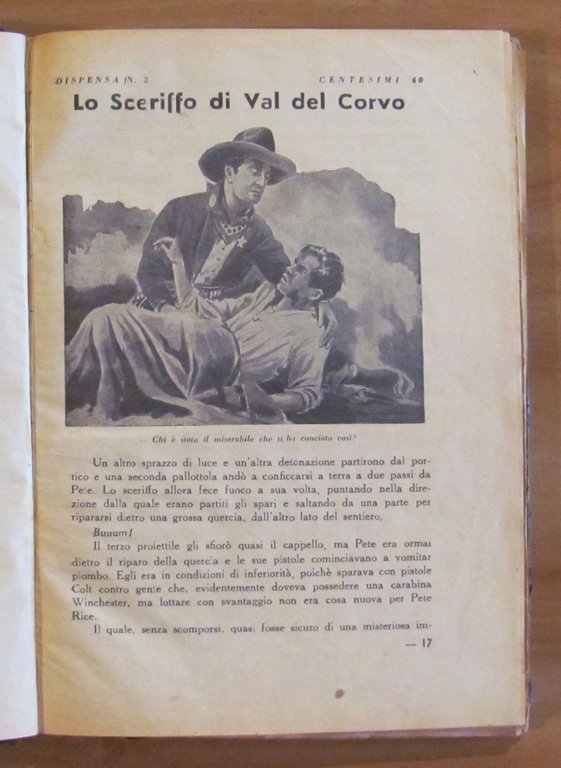 DISPENSA N. 2 CENTESIMI 40
Lo Sceriffo di Val del Corvo
Chi è stato il miserabile che ti ha conciato così?
Un altro sprazzo di luce e un'altra detonazione partirono dal por-
tico e una seconda pallottola andò a conficcarsi a terra a due passi da
Pete. Lo sceriffo allora fece fuoco a sua volta, puntando nella dire-
zione dalla quale erano partiti gli spari e saltando da una parte per
ripararsi dietro una grossa quercia, dall'altro lato del sentiero.
Buuum!
Il terzo proiettile gli sfiorò quasi il cappello, ma Pete era ormai
dietro il riparo della quercia e le sue pistole cominciavano a vomitar
piombo. Egli era in condizioni di inferiorità, poichè sparava con pistole
Colt contro gente che, evidentemente doveva possedere una carabina
Winchester, ma lottare con svantaggio non era cosa nuova per Pete
Rice.
Il quale, senza scomporsi, quasi fosse sicuro di una misteriosa im-
— 17